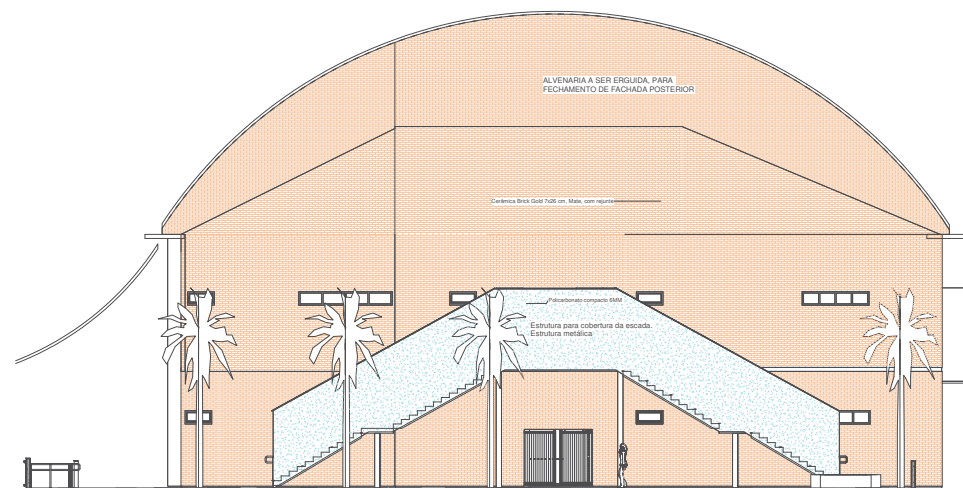 ALVENARIA A SER ERGUIDA, PARA
FECHAMENTO DE FACHADA POSTERIOR
Cerâmica Brick Gold 7x26 cm, Mate, com rejunte
Policarbonato compacto 6MM
Estrutura para cobertura da escada.
Estrutura metálica